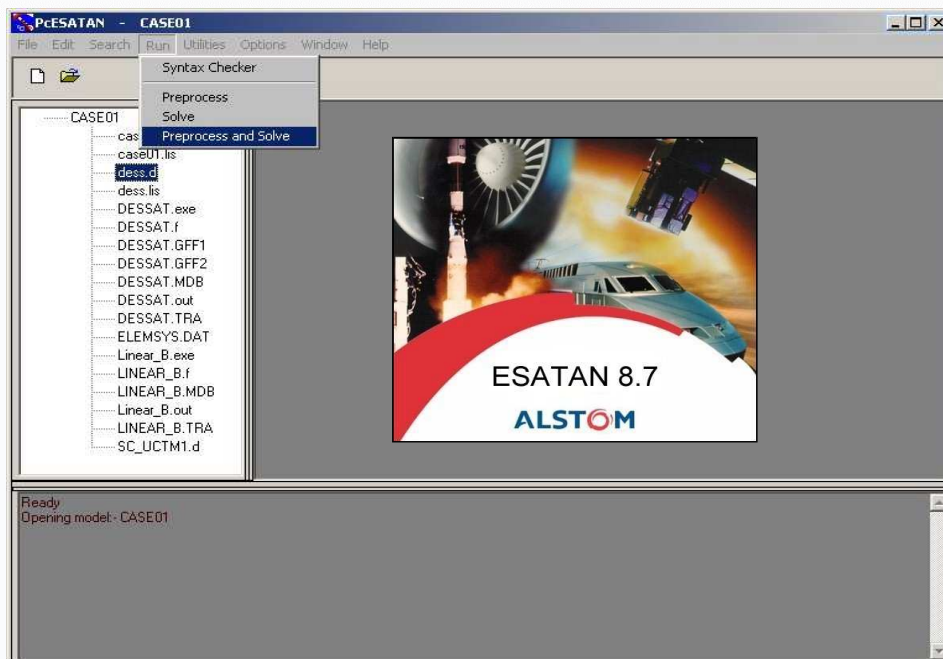 PcESATAN - CASE01
File Edit Search Run Utilities Options Window Help
Syntax Checker
Preprocess
Solve
Preprocess and Solve
CASE01
cas
case01.lis
dess.d
dess.lis
DESSAT.exe
DESSAT.f
DESSAT.GFF1
DESSAT.GFF2
DESSAT.MDB
DESSAT.out
DESSAT.TRA
ELEMSYS.DAT
Linear_B.exe
LINEAR_B.f
LINEAR_B.MDB
Linear_B.out
LINEAR_B.TRA
SC_UCTM1.d
ESATAN 8.7
ALSTOM
Ready
Opening model:- CASE01